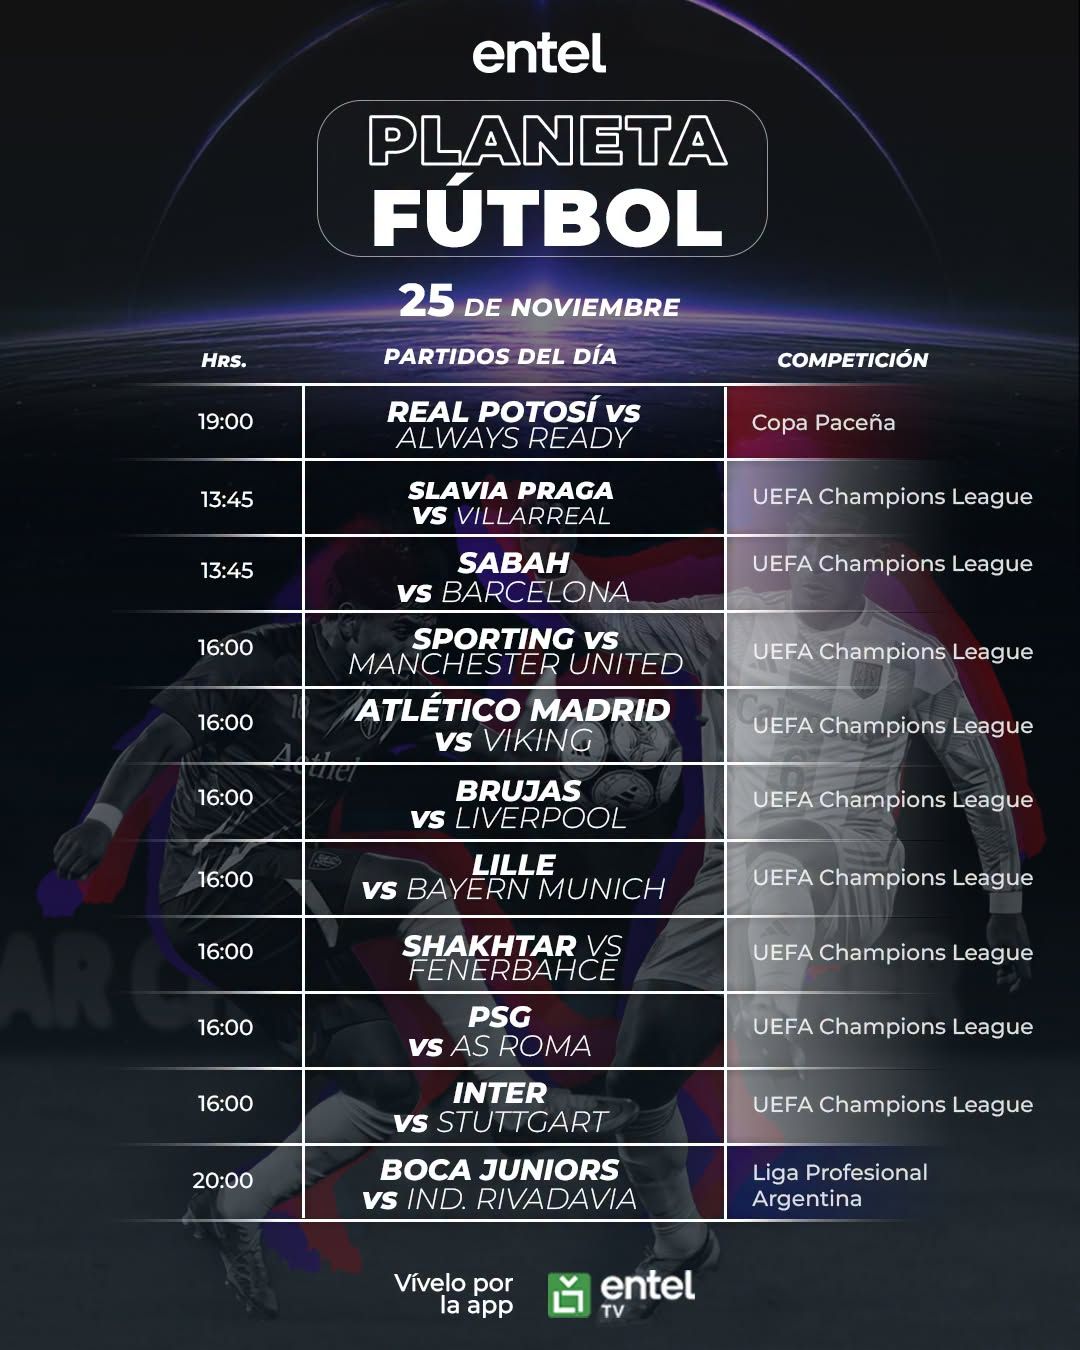 entel
PLANETA
FÚTBOL
25 DE NOVIEMBRE
HRS.
PARTIDOS DEL DÍA
COMPETICIÓN
19:00
REAL POTOSÍ VS
ALWAYS READY
Copa Paceña
13:45
SLAVIA PRAGA
VS VILLARREAL
UEFA Champions League
13:45
SABAH
VS BARCELONA
UEFA Champions League
16:00
SPORTING VS
MANCHESTER UNITED
UEFA Champions League
16:00
ATLÉTICO MADRID
VS VIKING
UEFA Champions League
16:00
BRUJAS
VS LIVERPOOL
UEFA Champions League
16:00
LILLE
VS BAYERN MUNICH
UEFA Champions League
16:00
SHAKHTAR VS
FENERBAHCE
UEFA Champions League
16:00
PSG
VS AS ROMA
UEFA Champions League
16:00
INTER
VS STUTTGART
UEFA Champions League
20:00
BOCA JUNIORS
VS IND. RIVADAVIA
Liga Profesional
Argentina
Vívelo por
la app
entel
TV